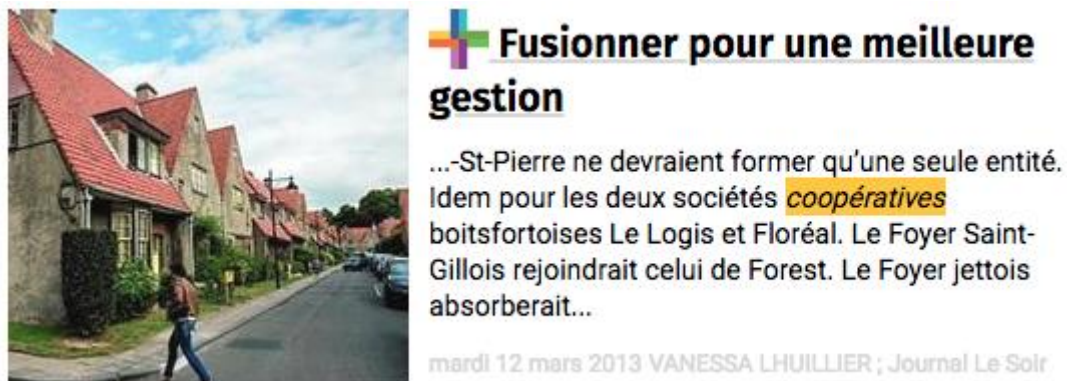 Fusionner pour une meilleure
gestion
...-St-Pierre ne devraient former qu'une seule entité.
Idem pour les deux sociétés coopératives
boitsfortoises Le Logis et Floréal. Le Foyer Saint-
Gillois rejoindrait celui de Forest. Le Foyer jettois
absorberait...
mardi 12 mars 2013 VANESSA LHUILLIER ; Journal Le Soir